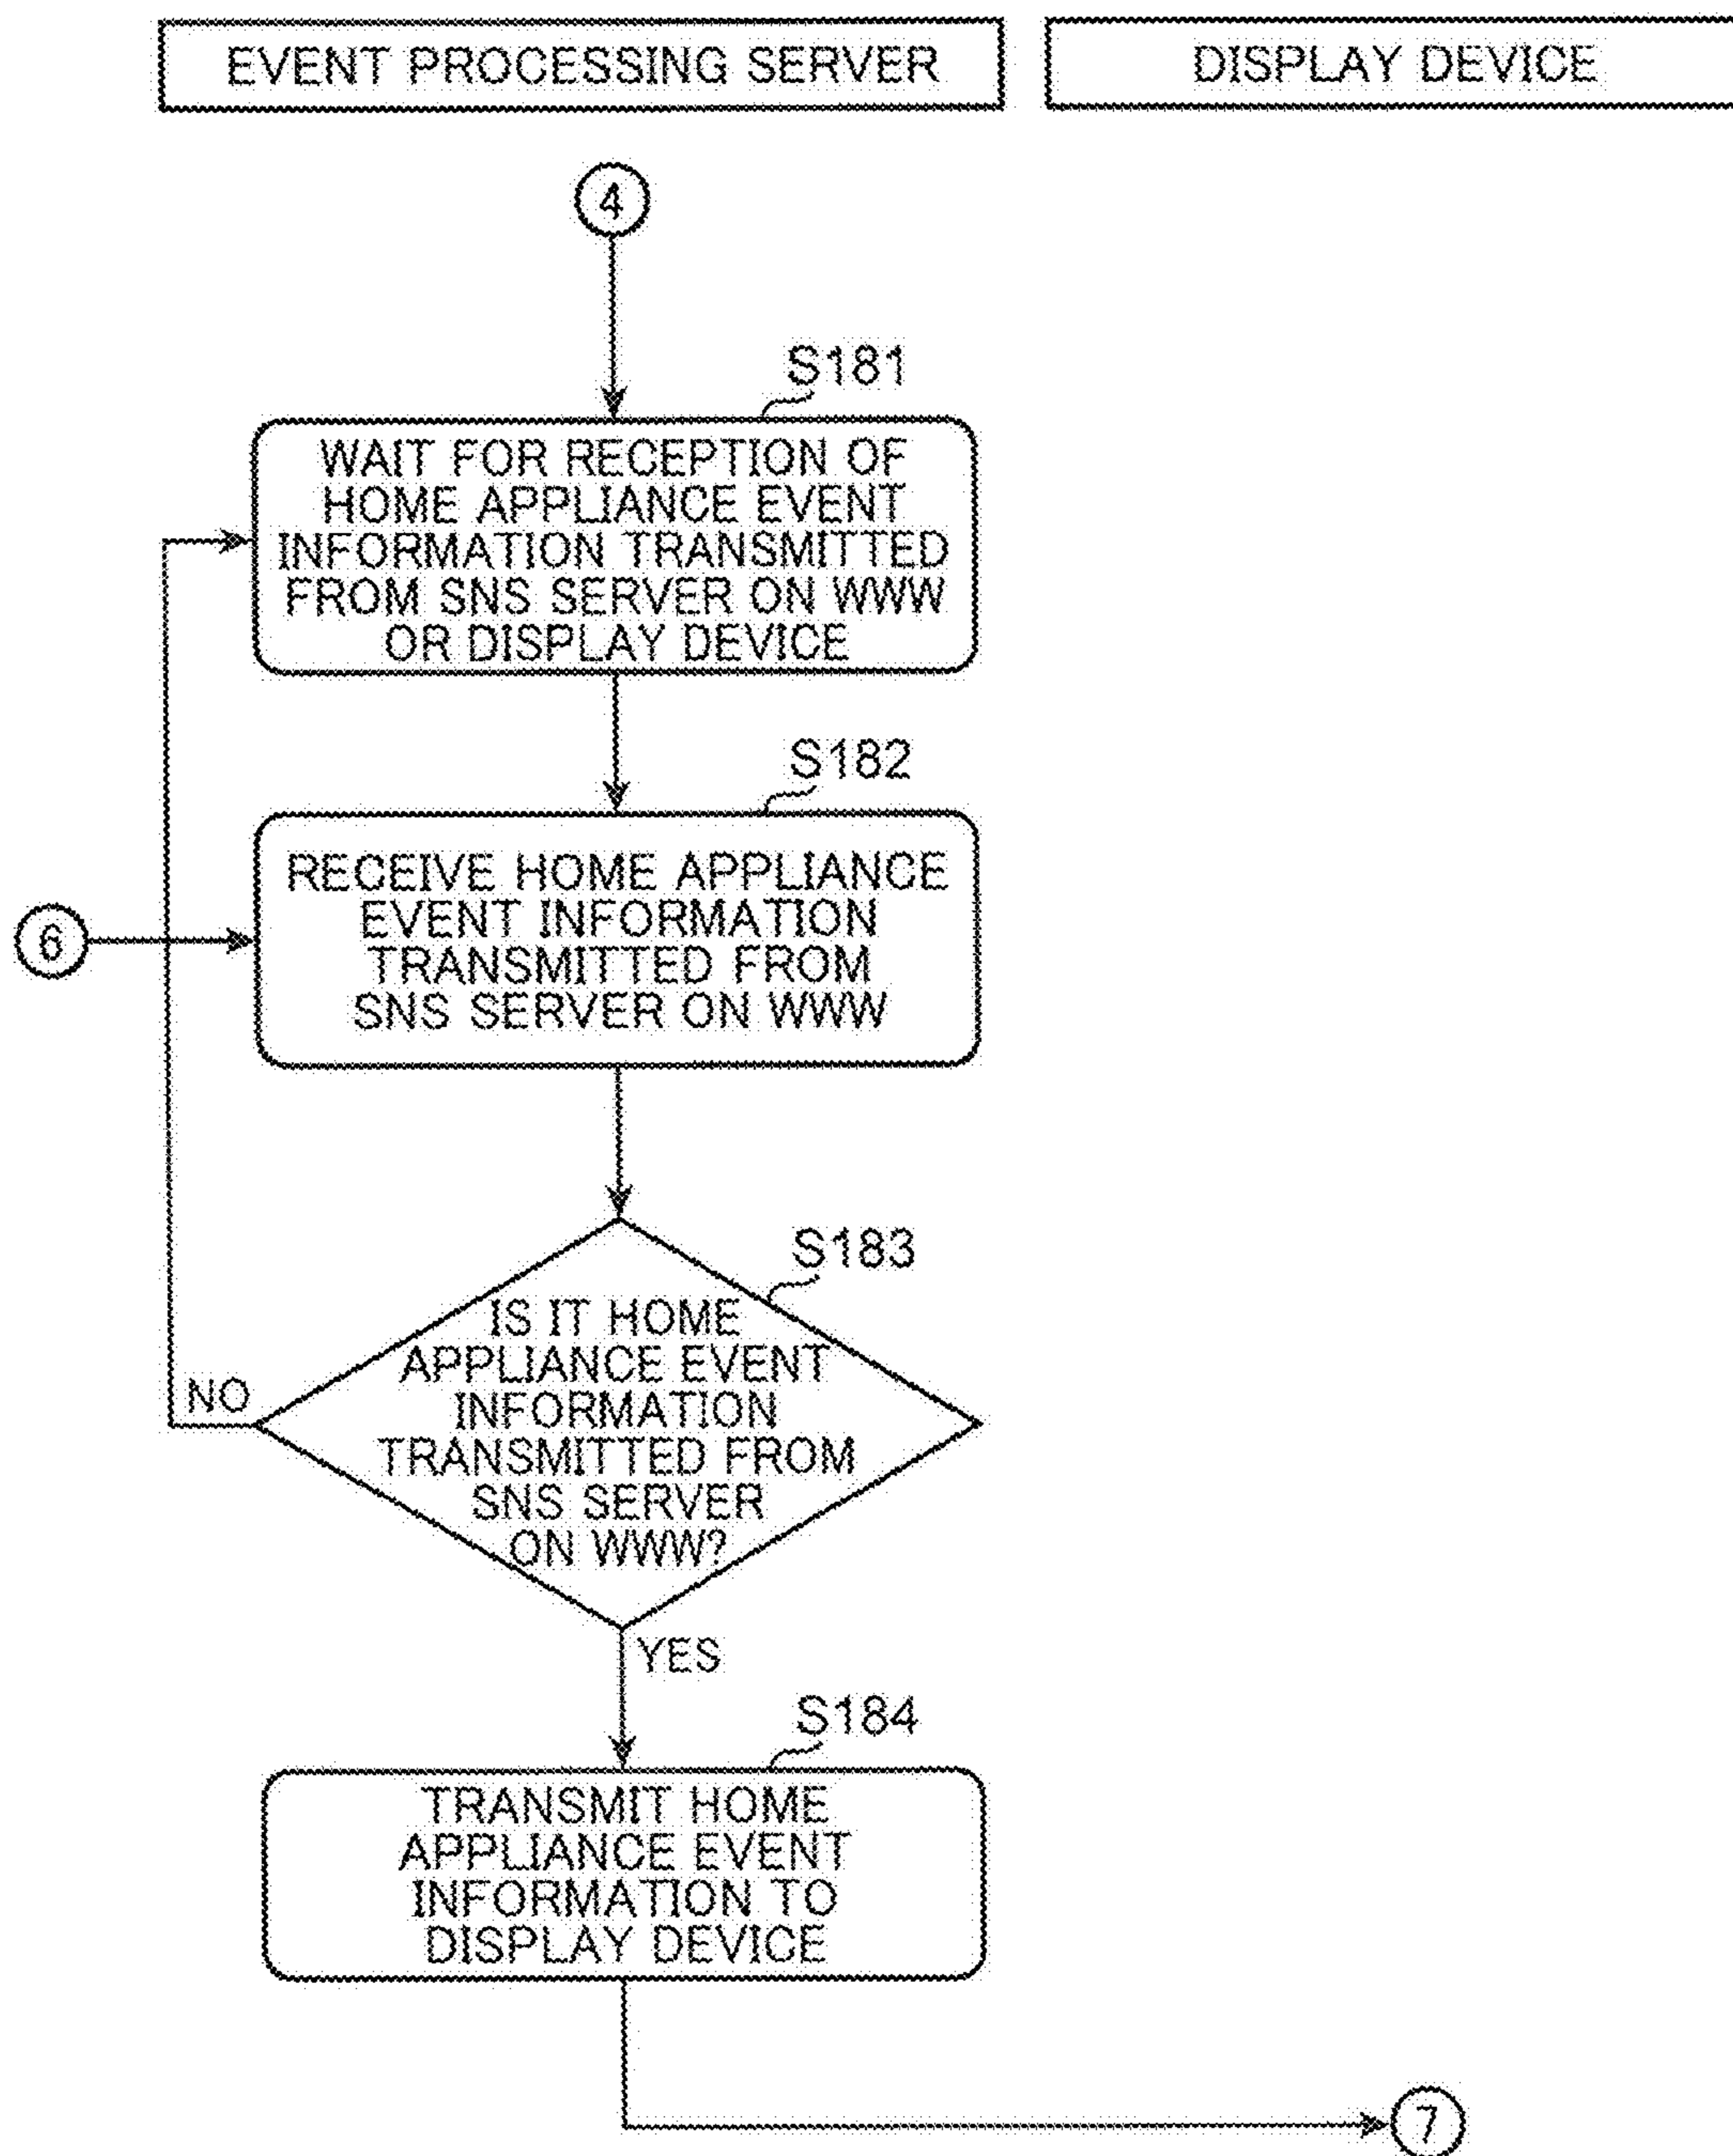 EVENT PROCESSING SERVER
DISPLAY DEVICE
4
S181
WAIT FOR RECEPTION OF
HOME APPLIANCE EVENT
INFORMATION TRANSMITTED
FROM SNS SERVER ON WWW
OR DISPLAY DEVICE
S182
6
RECEIVE HOME APPLIANCE
EVENT INFORMATION
TRANSMITTED FROM
SNS SERVER ON WWW
S183
IS IT HOME
APPLIANCE EVENT
INFORMATION
TRANSMITTED FROM
SNS SERVER
ON WWW?
NO
YES
S184
TRANSMIT HOME
APPLIANCE EVENT
INFORMATION TO
DISPLAY DEVICE
7